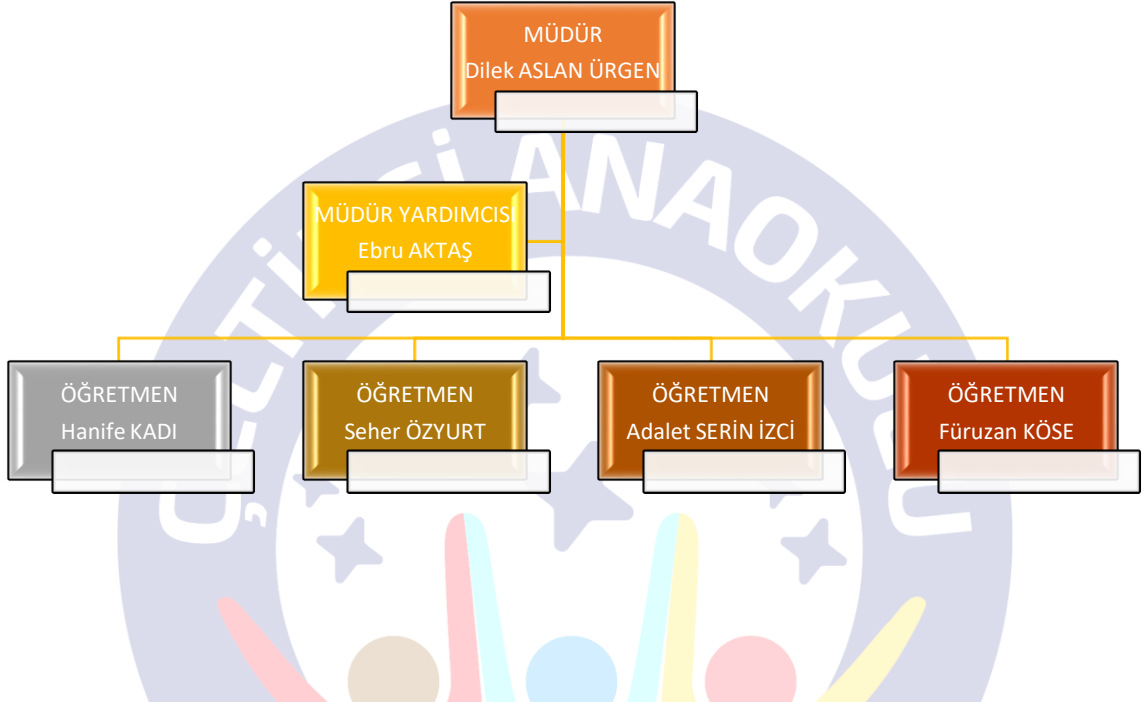 MÜDÜR
Dilek ASLAN ÜRGEN
MÜDÜR YARDIMCISI
Ebru AKTAŞ
ÖĞRETMEN
Hanife KADI
ÖĞRETMEN
Seher ÖZYURT
ÖĞRETMEN
Adalet SERİN İZCİ
ÖĞRETMEN
Füruzan KÖSE
ANAOKULU